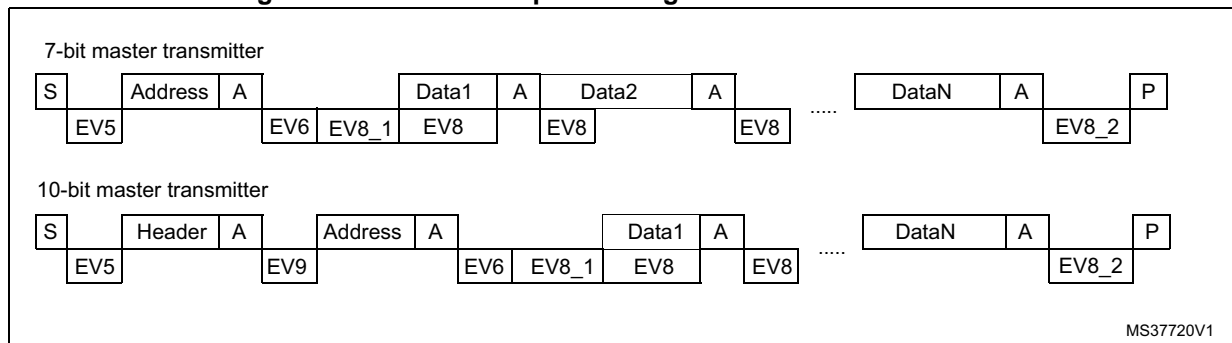 7-bit master transmitter
S Address A Data1 A Data2 A ..... DataN A P
EV5 EV6 EV8_1 EV8 EV8 EV8 EV8_2
10-bit master transmitter
S Header A Address A Data1 A ..... DataN A P
EV5 EV9 EV6 EV8_1 EV8 EV8 EV8_2
MS37720V1